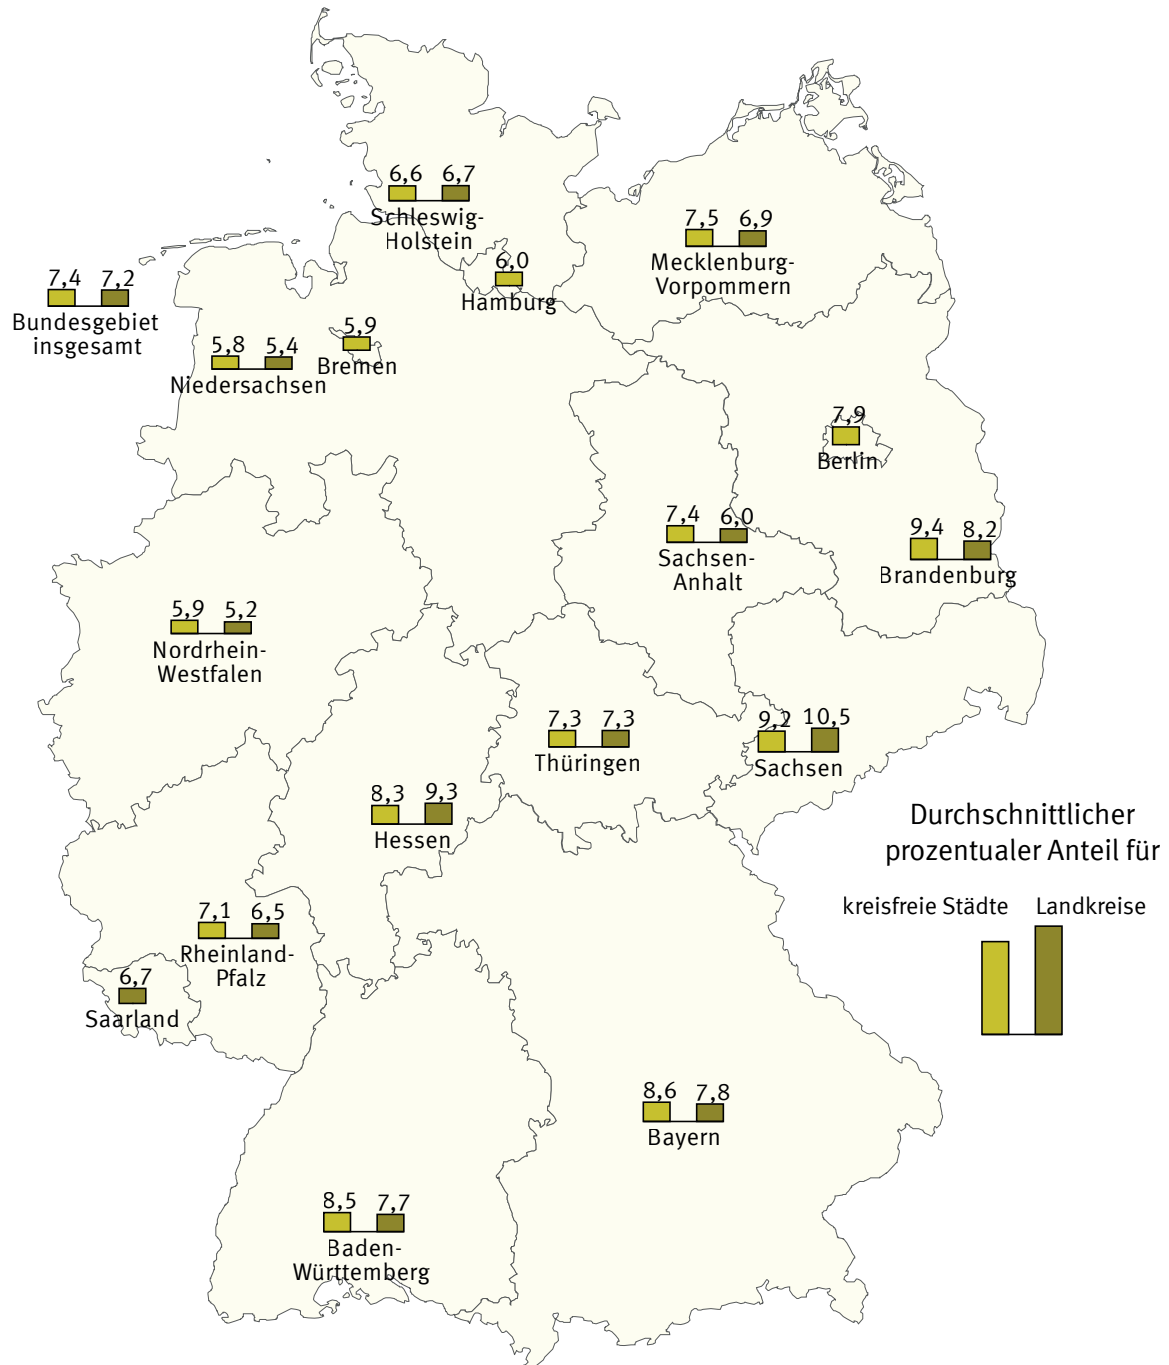 6,6 6,7
Schleswig-
Holstein
7,5 6,9
Mecklenburg-
Vorpommern
6,0
Hamburg
7,4 7,2
Bundesgebiet
insgesamt
5,9
Bremen
5,8 5,4
Niedersachsen
7,9
Berlin
7,4 6,0
Sachsen-
Anhalt
9,4 8,2
Brandenburg
5,9 5,2
Nordrhein-
Westfalen
7,3 7,3
Thüringen
9,2 10,5
Sachsen
8,3 9,3
Hessen
Durchschnittlicher
prozentualer Anteil für
kreisfreie Städte Landkreise
7,1 6,5
Rheinland-
Pfalz
6,7
Saarland
8,6 7,8
Bayern
8,5 7,7
Baden-
Württemberg